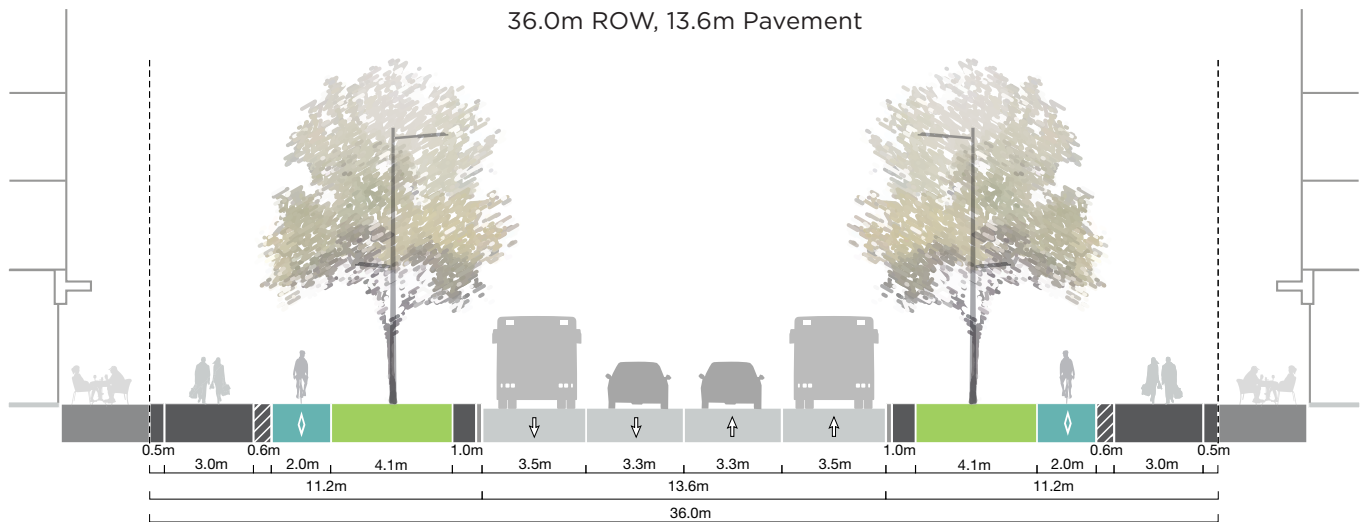 36.0m ROW, 13.6m Pavement
0.5m 0.6m 1.0m 1.0m 0.6m 0.5m
3.0m 2.0m 4.1m 3.5m 3.3m 3.3m 3.5m 4.1m 2.0m 3.0m
11.2m 13.6m 11.2m
36.0m